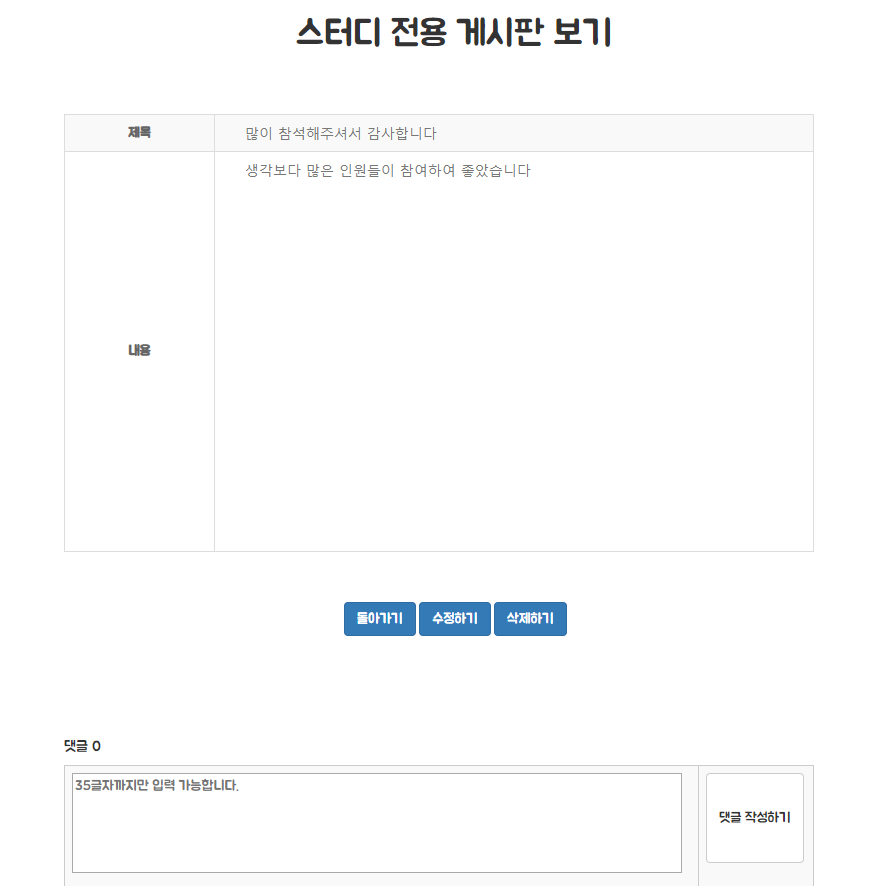 스터디 전용 게시판 보기
제목 많이 참석해주셔서 감사합니다
생각보다 많은 인원들이 참여하여 좋았습니다
내용
돌아가기 수정하기 삭제하기
댓글 0
35글자까지만 입력 가능합니다.
댓글 작성하기